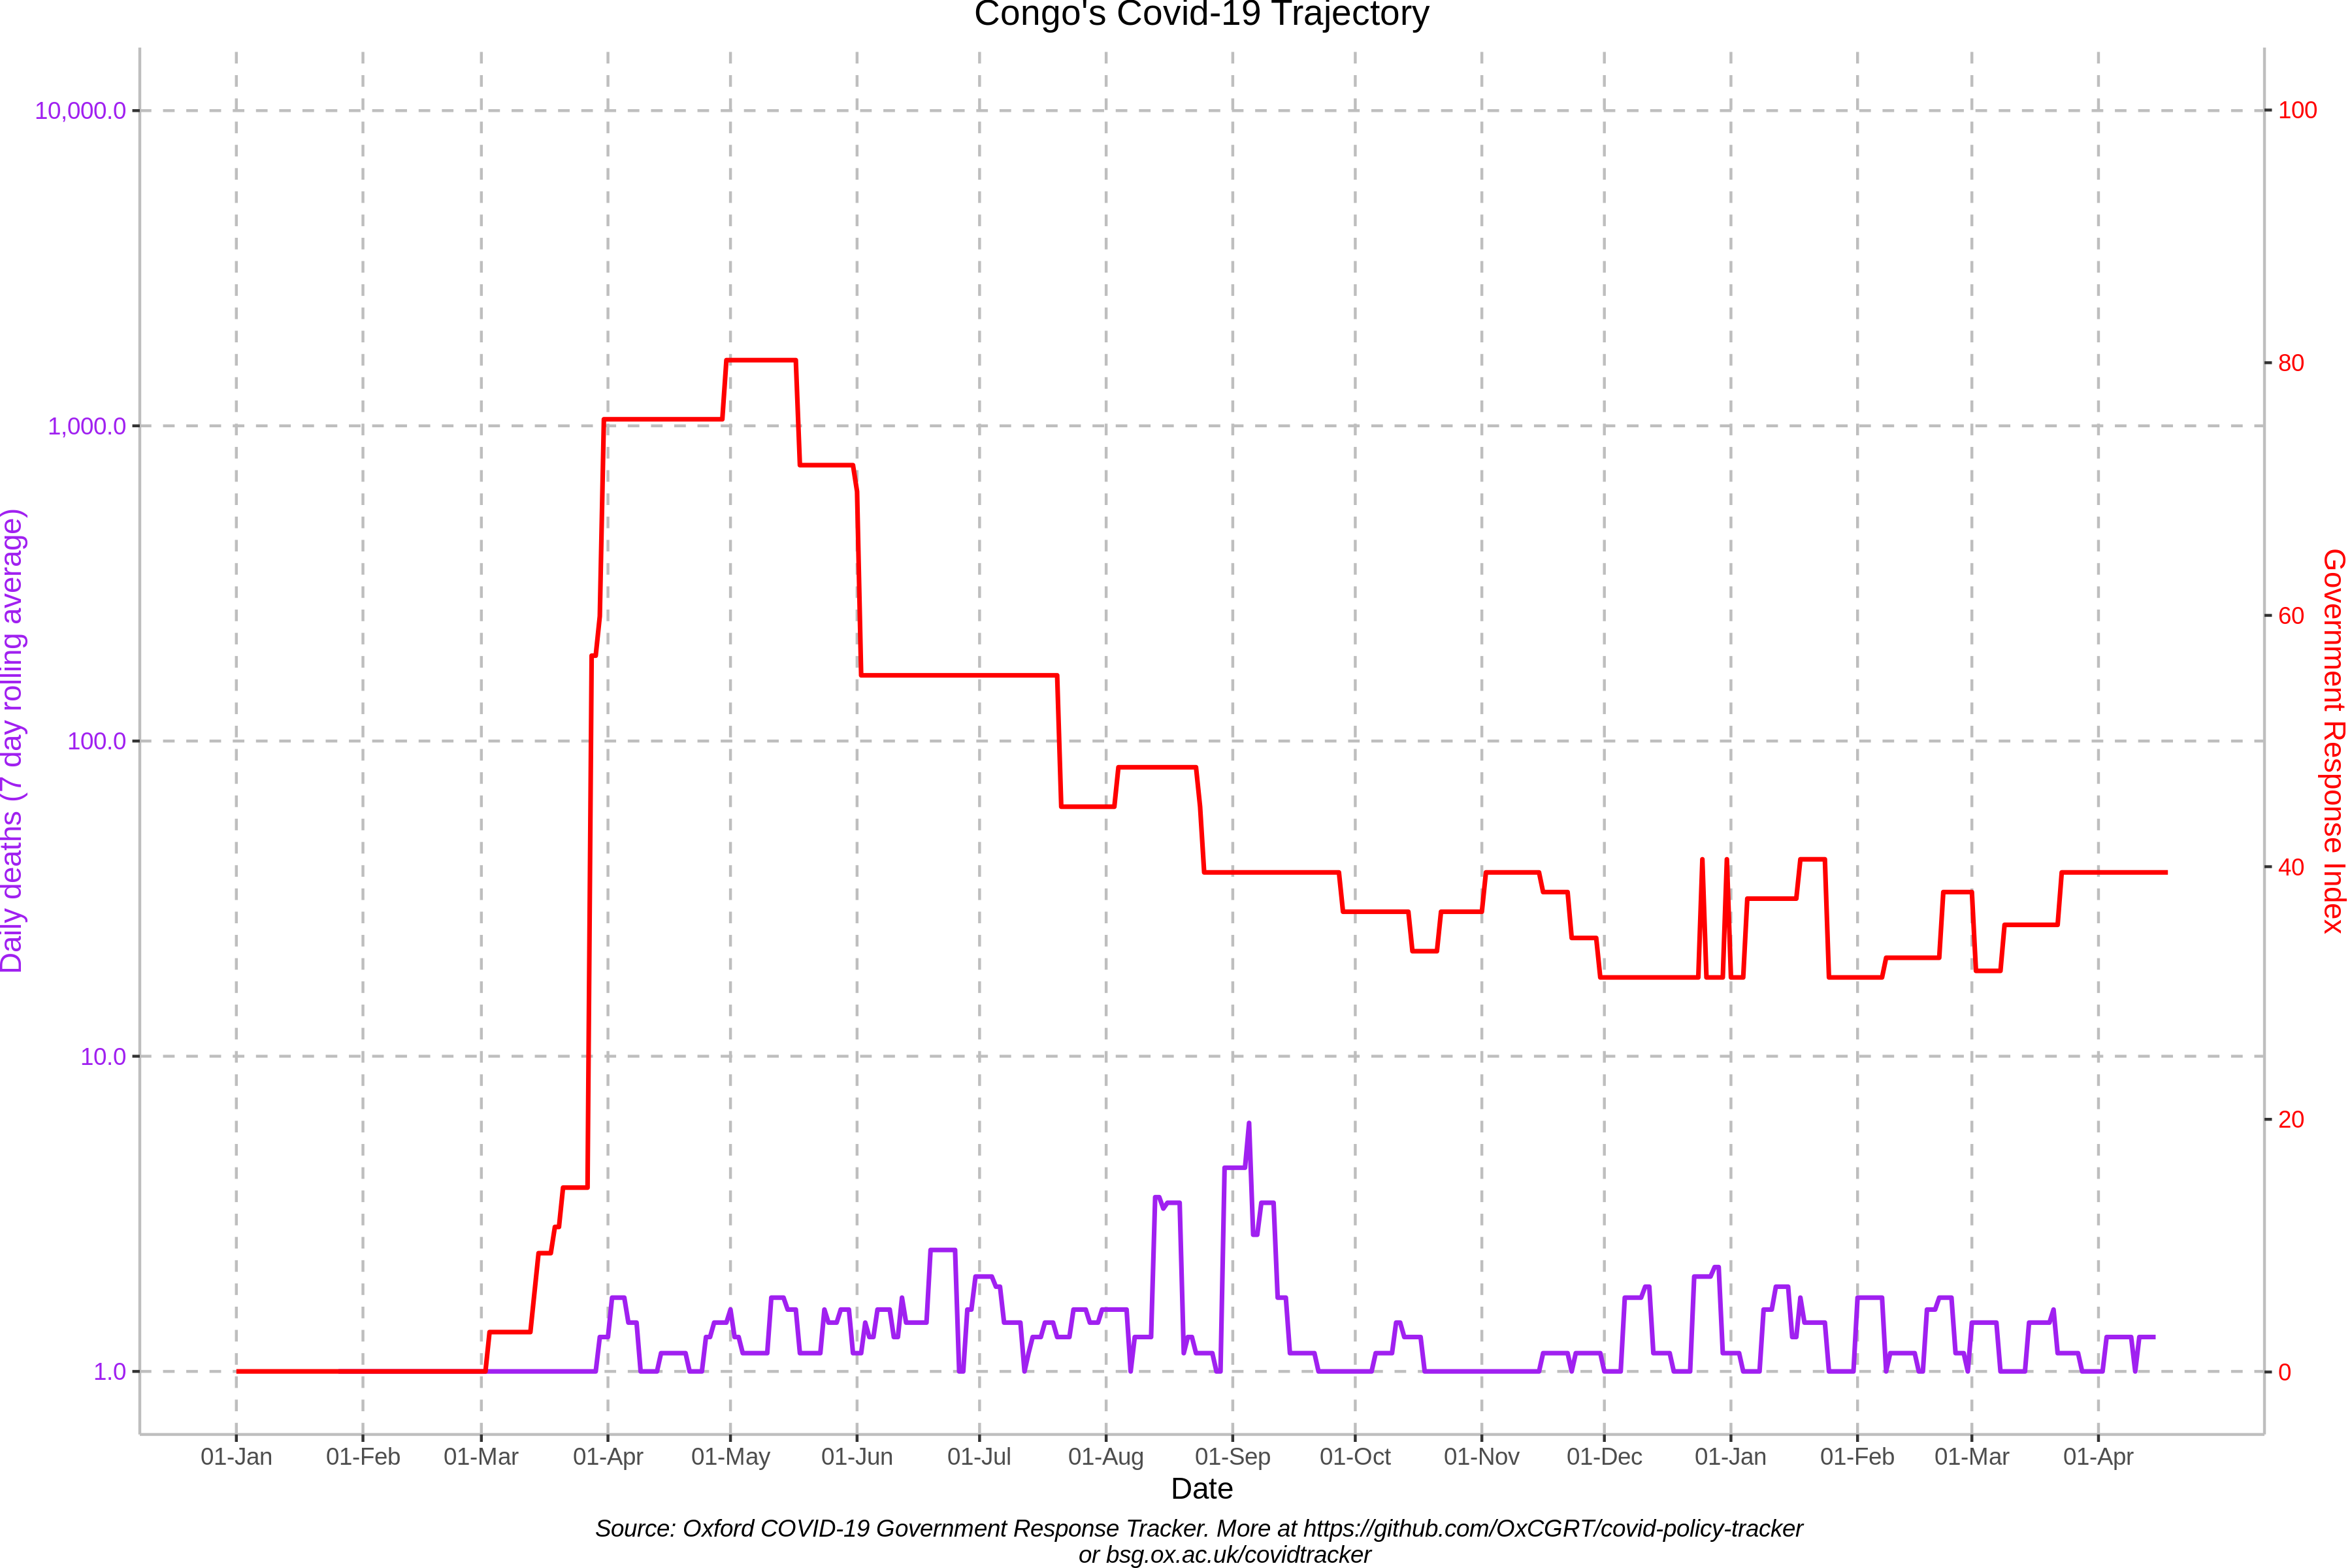 Congo's Covid-19 Trajectory
10,000.0
1,000.0
100.0
10.0
1.0
Daily deaths (7 day rolling average)
100
80
60
40
20
0
Government Response Index
01-Jan 01-Feb 01-Mar 01-Apr 01-May 01-Jun 01-Jul 01-Aug 01-Sep 01-Oct 01-Nov 01-Dec 01-Jan 01-Feb 01-Mar 01-Apr
Date
Source: Oxford COVID-19 Government Response Tracker. More at https://github.com/OxCGRT/covid-policy-tracker
or bsg.ox.ac.uk/covidtracker